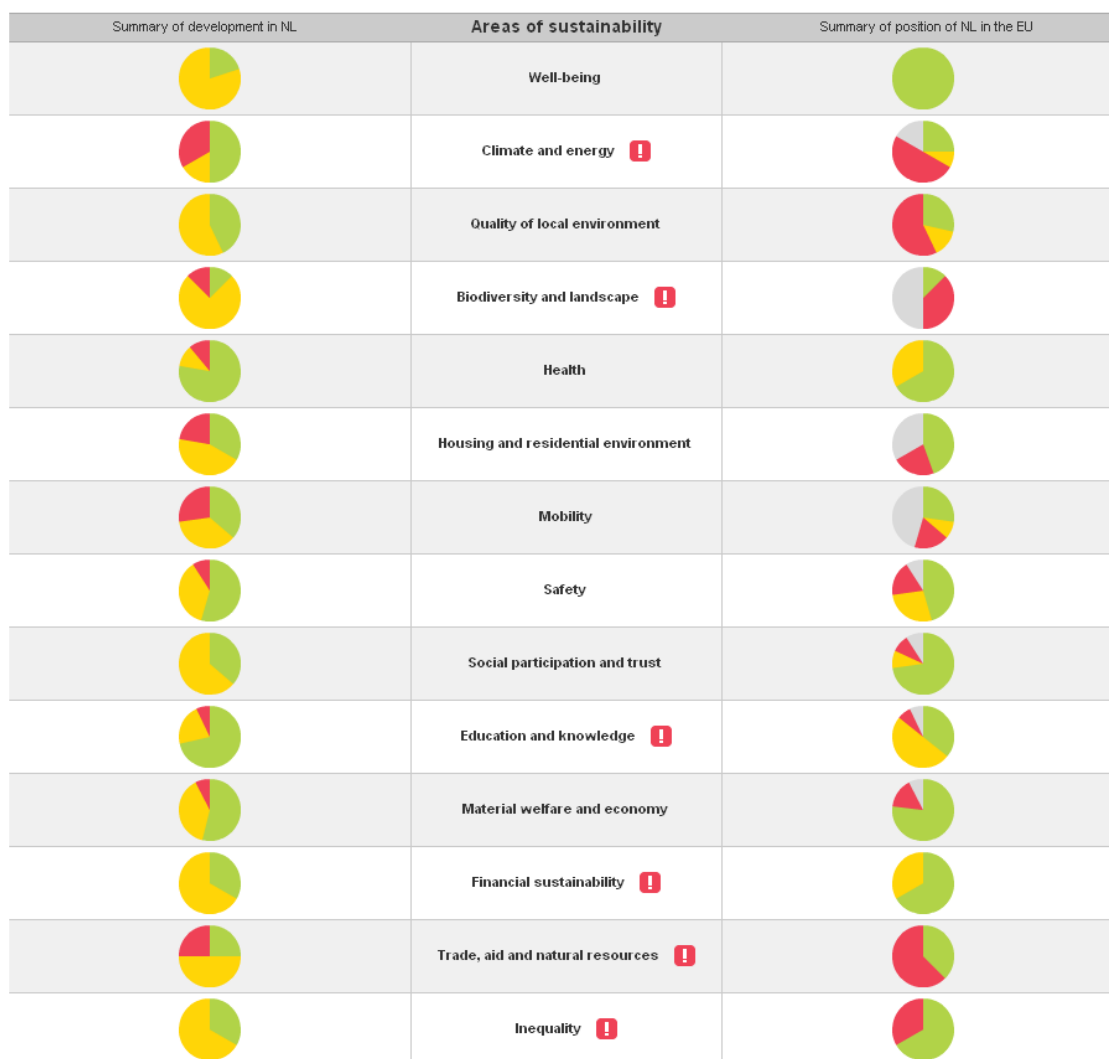 Summary of development in NL Areas of sustainability Summary of position of NL in the EU
Well-being
Climate and energy !
Quality of local environment
Biodiversity and landscape !
Health
Housing and residential environment
Mobility
Safety
Social participation and trust
Education and knowledge !
Material welfare and economy
Financial sustainability !
Trade, aid and natural resources !
Inequality !